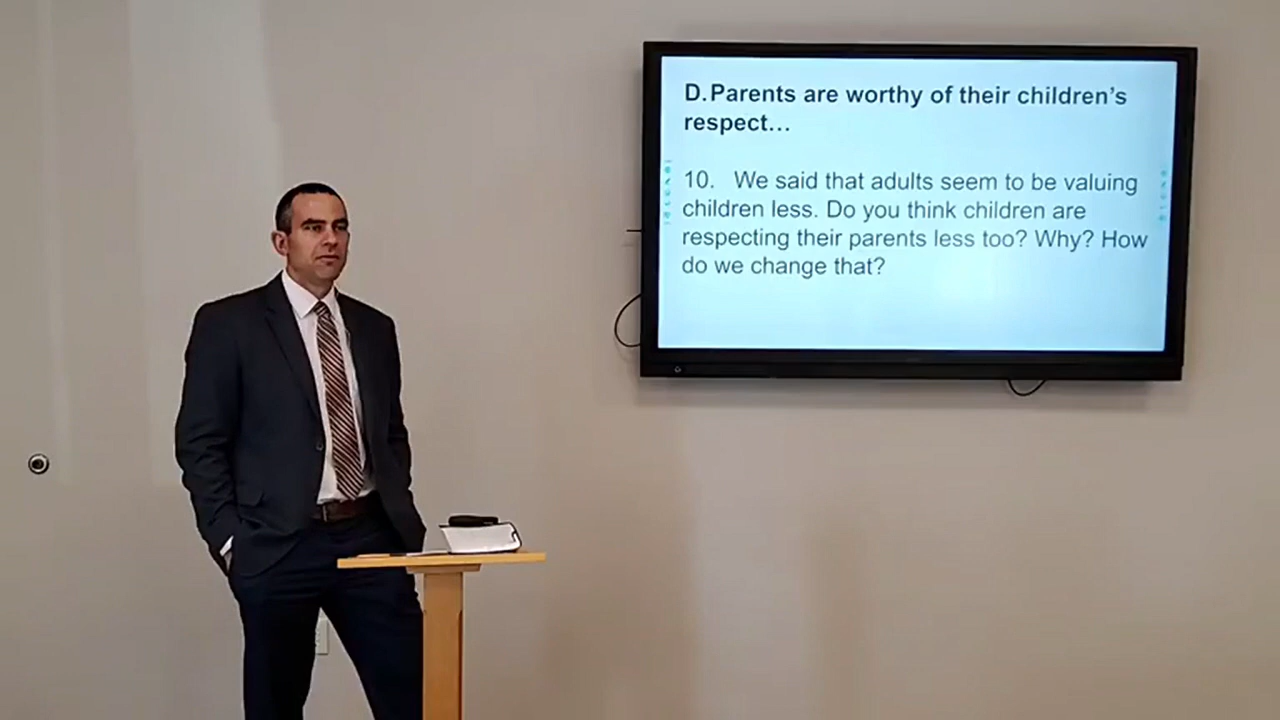 D. Parents are worthy of their children's
respect…
10. We said that adults seem to be valuing
children less. Do you think children are
respecting their parents less too? Why? How
do we change that?